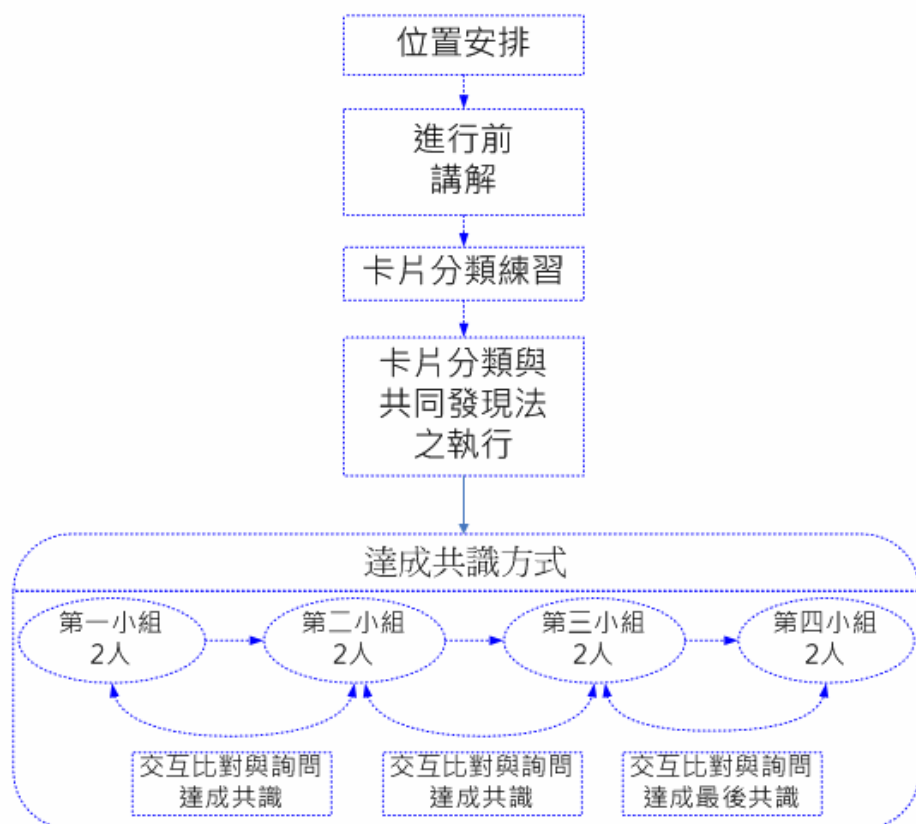 位置安排
進行前
講解
卡片分類練習
卡片分類與
共同發現法
之執行
達成共識方式
第一小組
2人
第二小組
2人
第三小組
2人
第四小組
2人
交互比對與詢問
達成共識
交互比對與詢問
達成共識
交互比對與詢問
達成最後共識